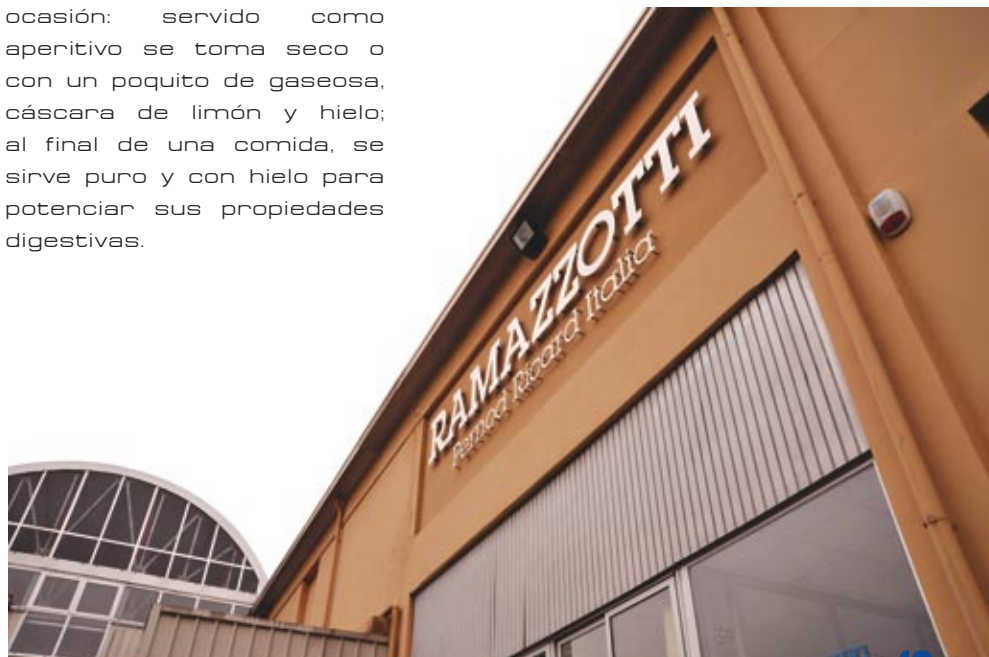 ocasión: servido como
aperitivo se toma seco o
con un poquito de gaseosa,
cáscara de limón y hielo;
al final de una comida, se
sirve puro y con hielo para
potenciar sus propiedades
digestivas.
RAMAZZOTTI
Pernod Ricard Italia